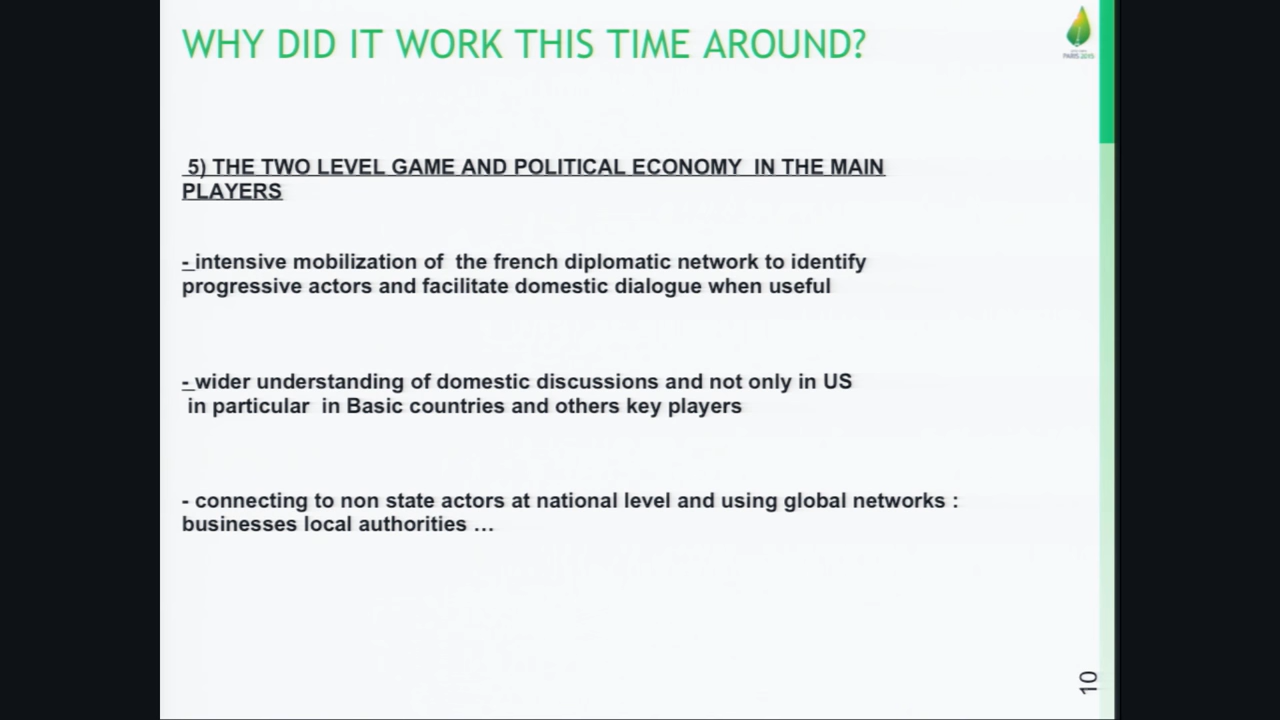 WHY DID IT WORK THIS TIME AROUND?
PARIS 2015
5) THE TWO LEVEL GAME AND POLITICAL ECONOMY IN THE MAIN
PLAYERS
- intensive mobilization of the french diplomatic network to identify
progressive actors and facilitate domestic dialogue when useful
- wider understanding of domestic discussions and not only in US
in particular in Basic countries and others key players
- connecting to non state actors at national level and using global networks :
businesses local authorities …
10